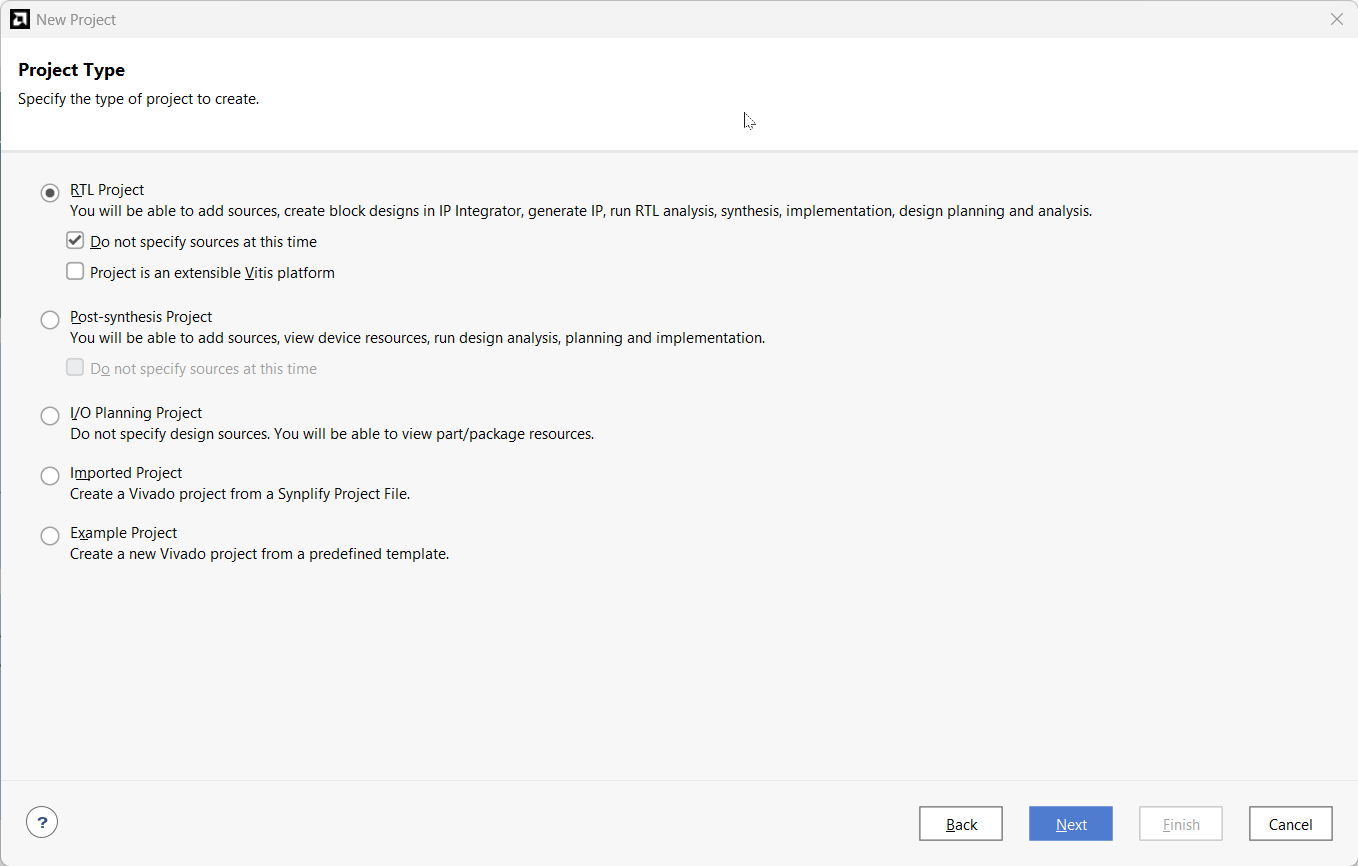 New Project
Project Type
Specify the type of project to create.
RTL Project
You will be able to add sources, create block designs in IP Integrator, generate IP, run RTL analysis, synthesis, implementation, design planning and analysis.
Do not specify sources at this time
Project is an extensible Vitis platform
Post-synthesis Project
You will be able to add sources, view device resources, run design analysis, planning and implementation.
Do not specify sources at this time
I/O Planning Project
Do not specify design sources. You will be able to view part/package resources.
Imported Project
Create a Vivado project from a Synplify Project File.
Example Project
Create a new Vivado project from a predefined template.
?
Back
Next
Finish
Cancel